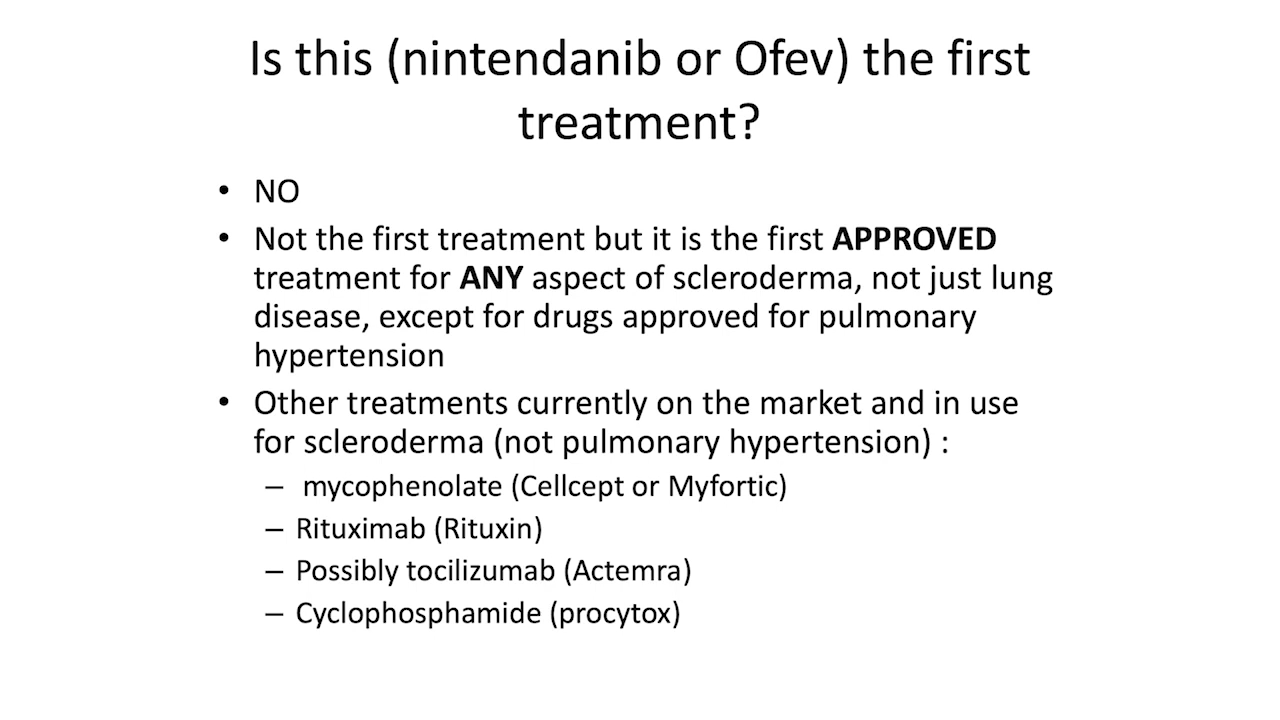 Is this (nintendanib or Ofev) the first
treatment?
• NO
• Not the first treatment but it is the first APPROVED
treatment for ANY aspect of scleroderma, not just lung
disease, except for drugs approved for pulmonary
hypertension
• Other treatments currently on the market and in use
for scleroderma (not pulmonary hypertension) :
– mycophenolate (Cellcept or Myfortic)
– Rituximab (Rituxin)
– Possibly tocilizumab (Actemra)
– Cyclophosphamide (procytox)